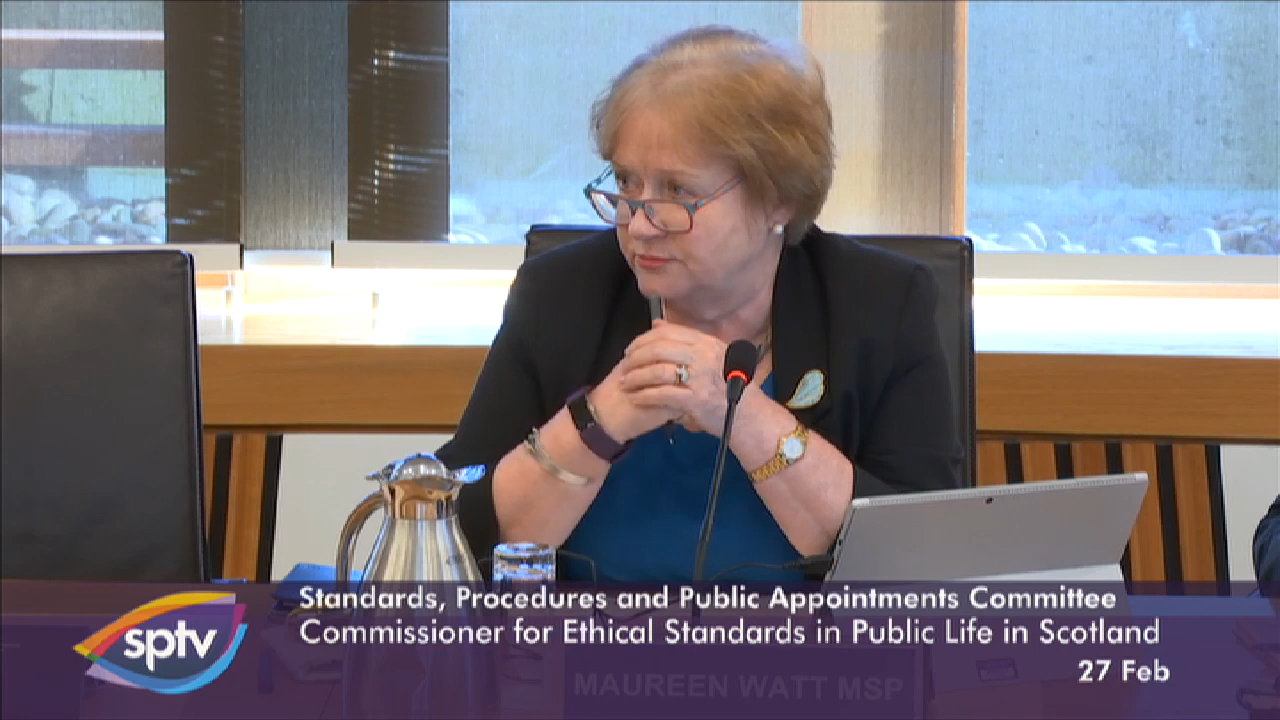 Standards, Procedures and Public Appointments Committee
Commissioner for Ethical Standards in Public Life in Scotland
sptv
27 Feb
MAUREEN WATT MSP